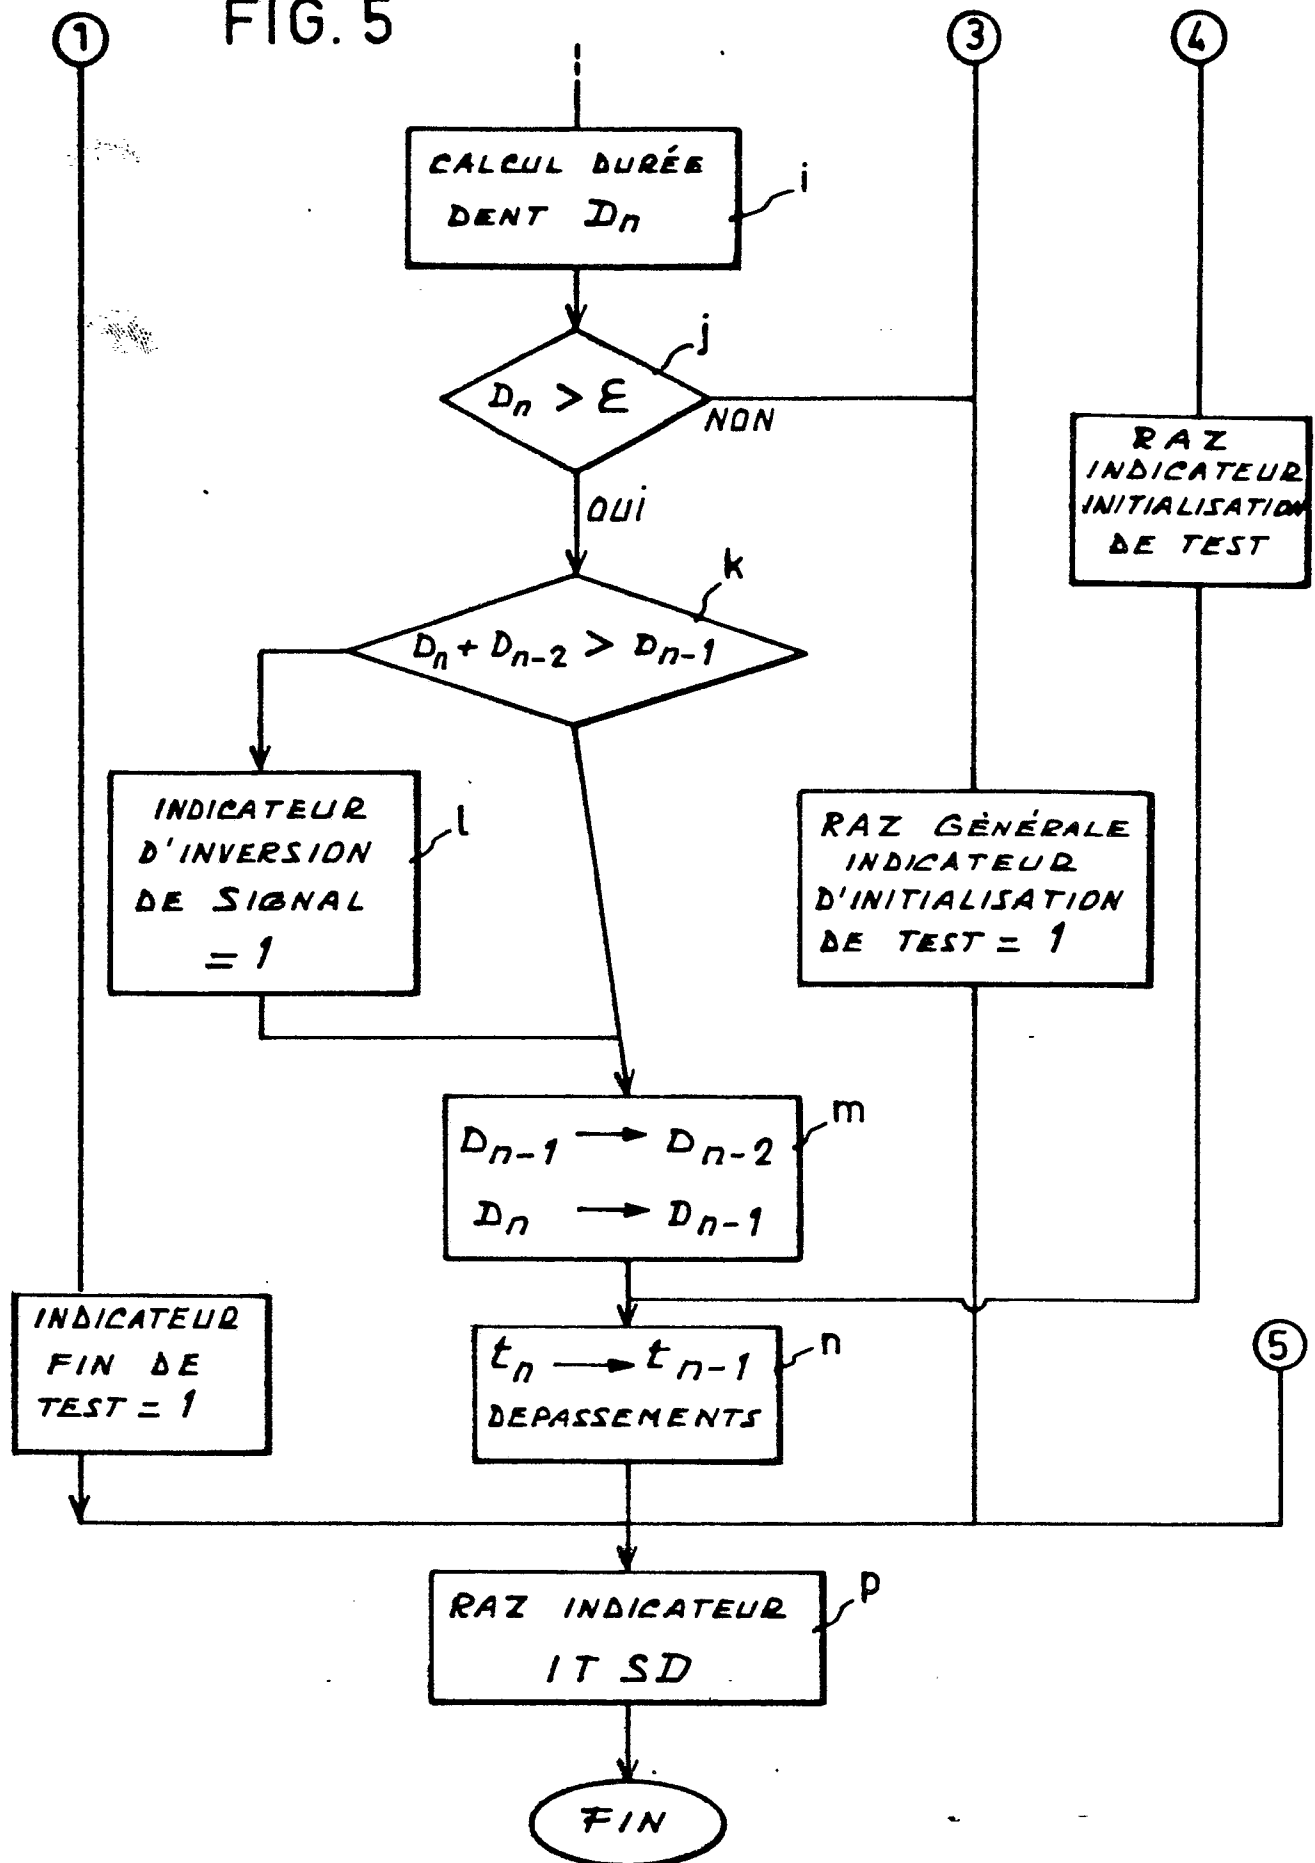 FIG. 5
1
3
4
CALCUL DURÉE
DENT Dn
i
j
Dn > Ɛ
NON
OUI
RAZ
INDICATEUR
INITIALISATION
DE TEST
k
Dn + Dn-2 > Dn-1
INDICATEUR
D'INVERSION
DE SIGNAL
= 1
l
RAZ GÉNÉRALE
INDICATEUR
D'INITIALISATION
DE TEST = 1
m
Dn-1 → Dn-2
Dn → Dn-1
INDICATEUR
FIN DE
TEST = 1
tn → tn-1
DEPASSEMENTS
n
5
p
RAZ INDICATEUR
IT SD
FIN